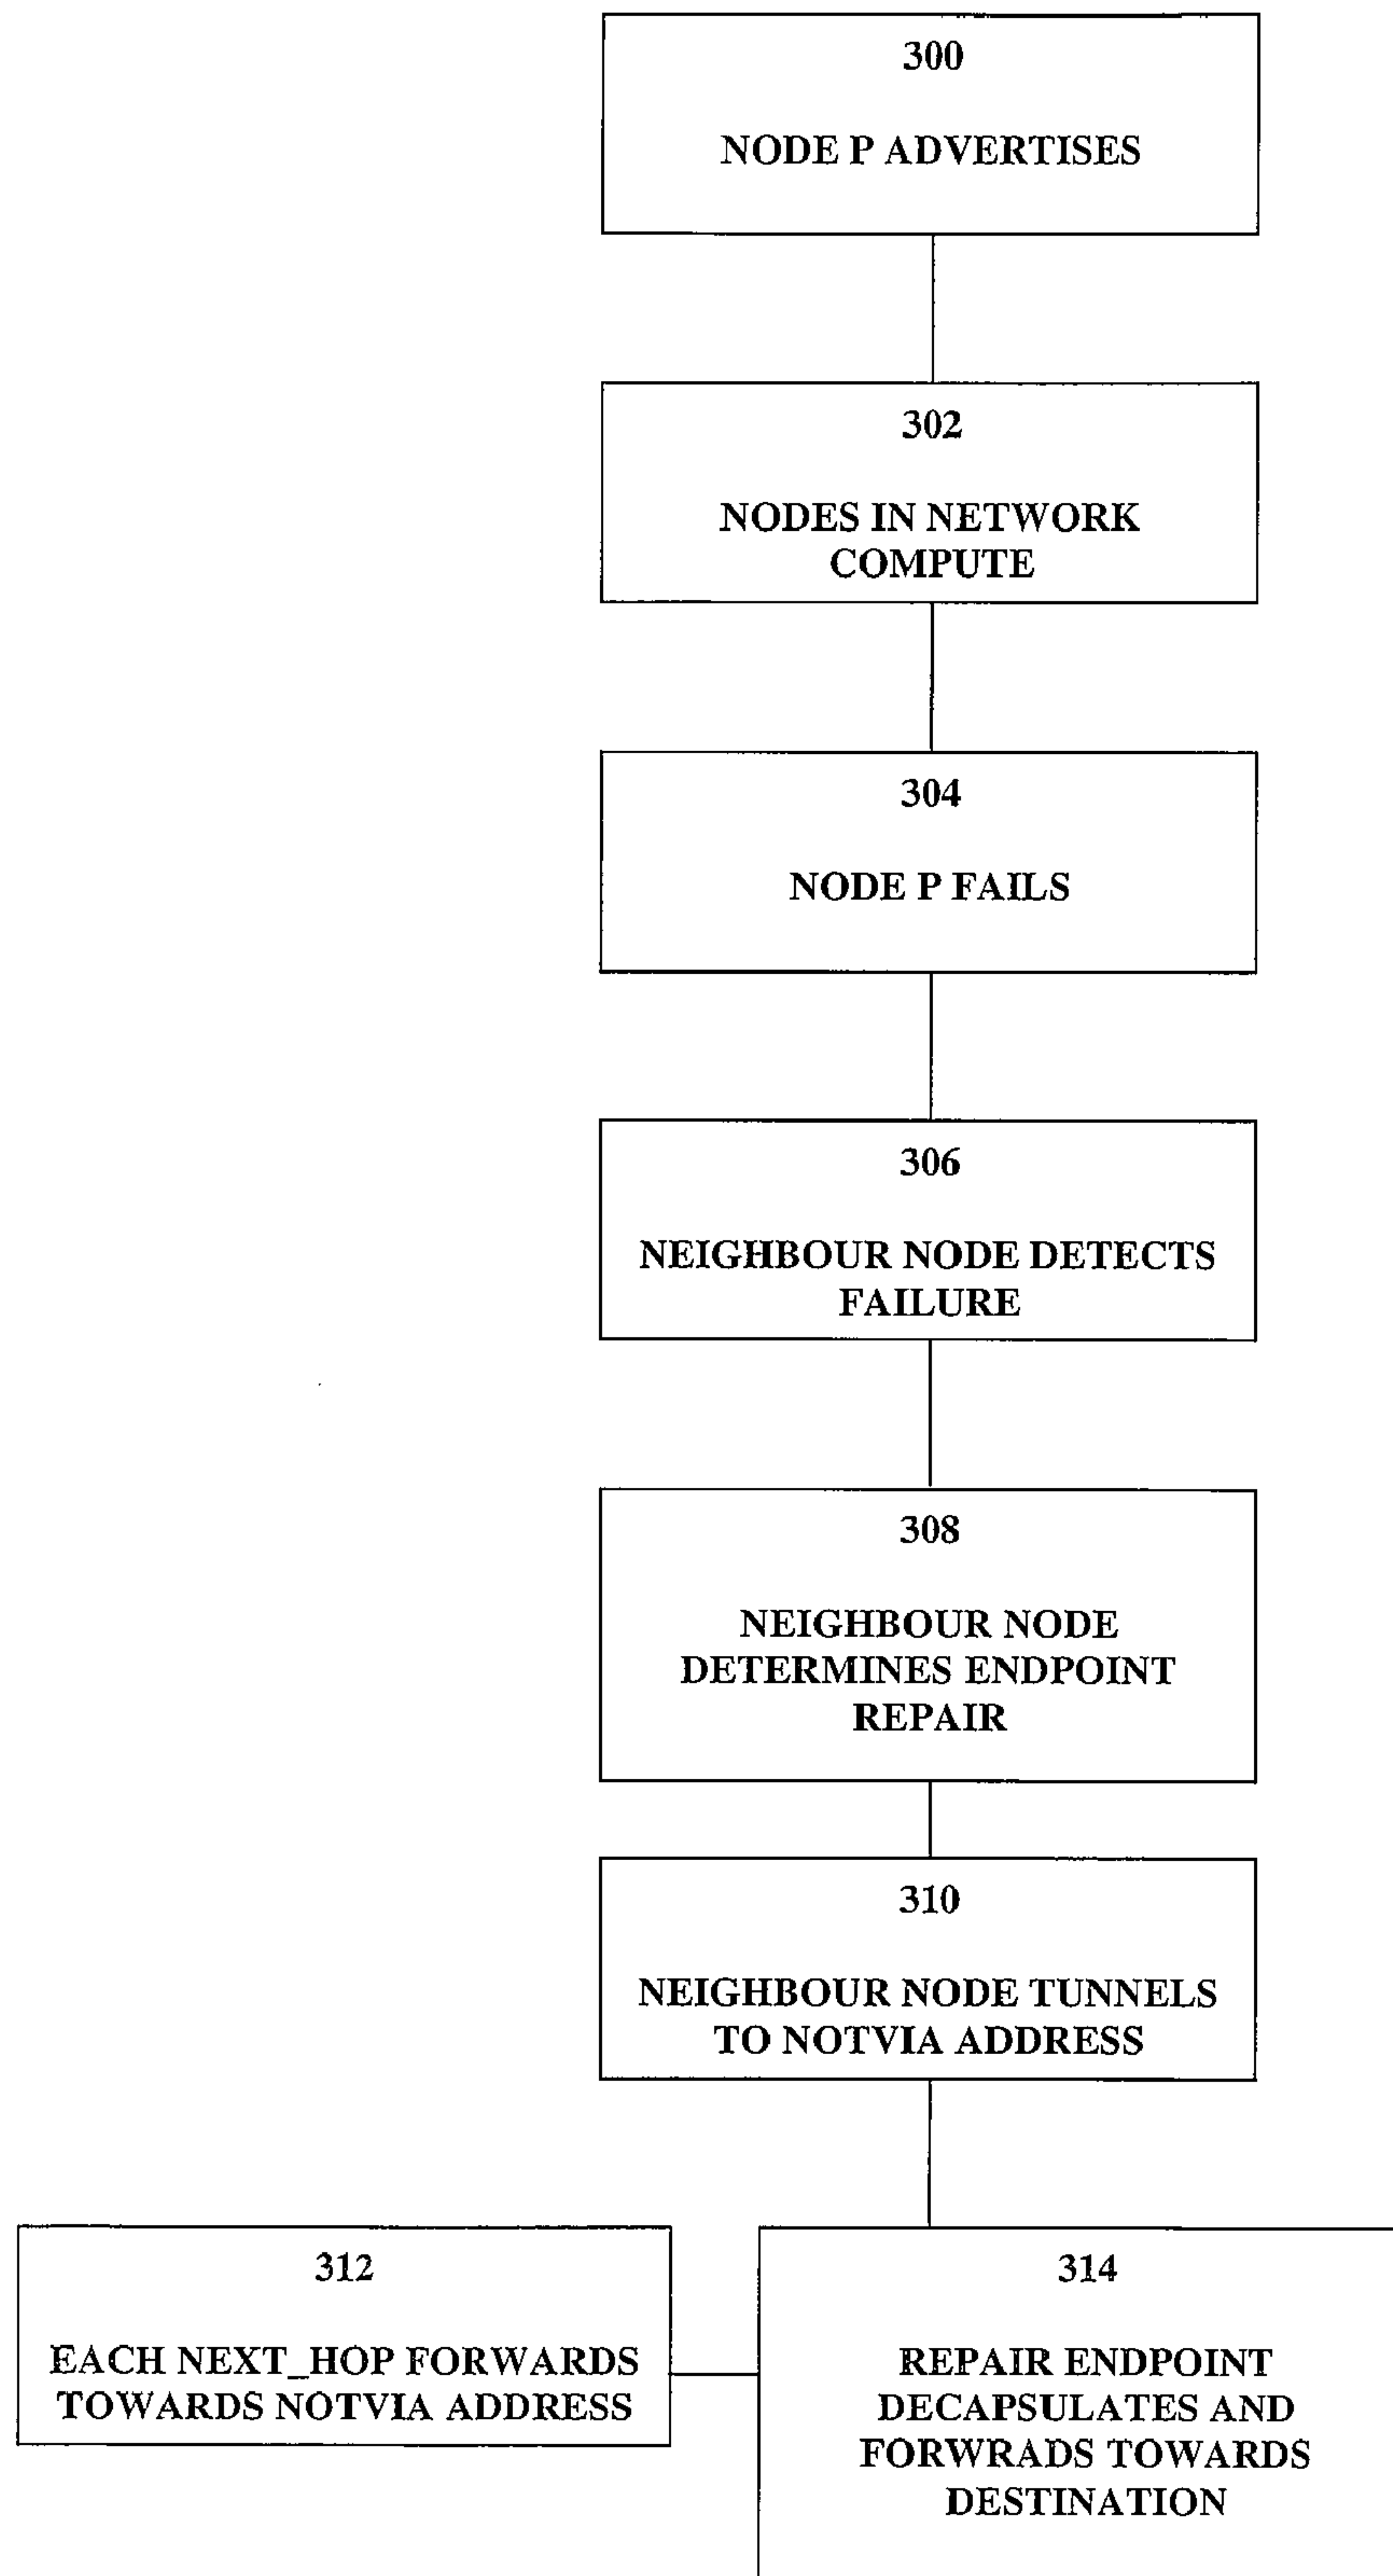 300
NODE P ADVERTISES
302
NODES IN NETWORK
COMPUTE
304
NODE P FAILS
306
NEIGHBOUR NODE DETECTS
FAILURE
308
NEIGHBOUR NODE
DETERMINES ENDPOINT
REPAIR
310
NEIGHBOUR NODE TUNNELS
TO NOTVIA ADDRESS
312
EACH NEXT_HOP FORWARDS
TOWARDS NOTVIA ADDRESS
314
REPAIR ENDPOINT
DECAPSULATES AND
FORWRADS TOWARDS
DESTINATION